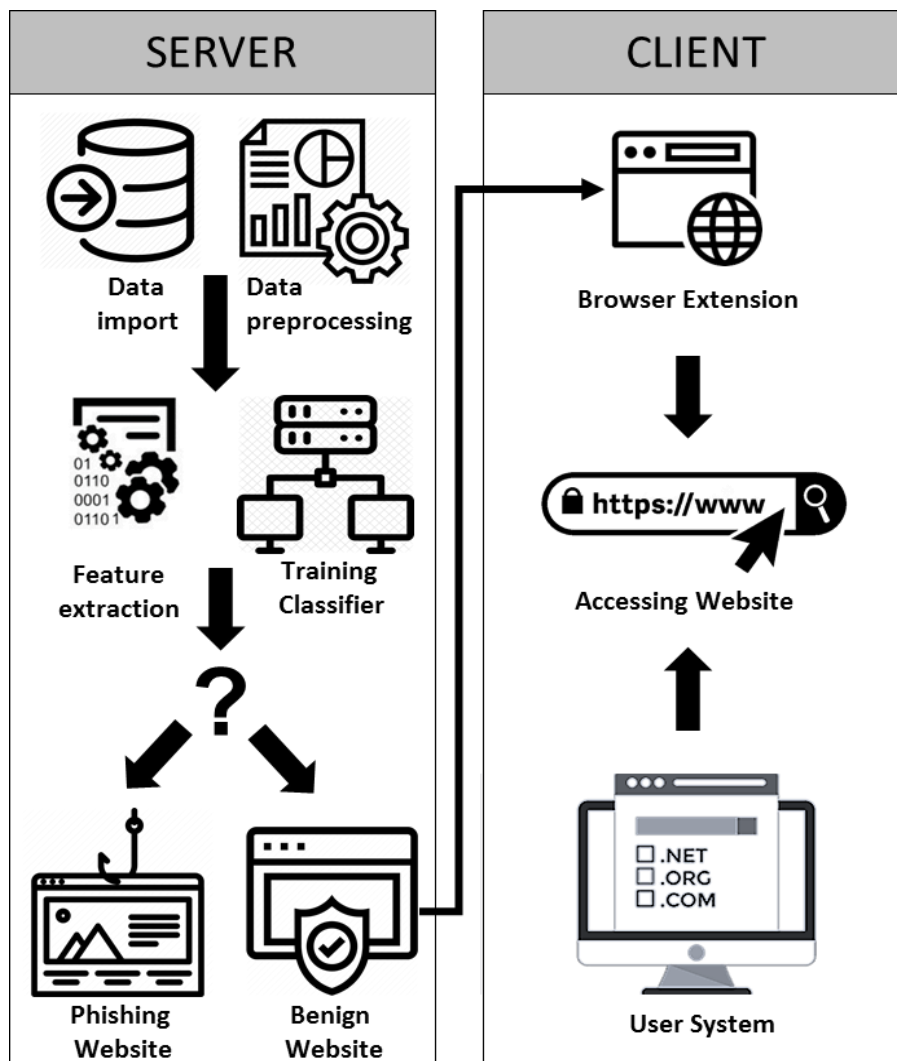 SERVER
Data
import
Data
preprocessing
01
0110
0001
01101
Feature
extraction
Training
Classifier
?
Phishing
Website
Benign
Website
CLIENT
Browser Extension
https://www
Accessing Website
.NET
.ORG
.COM
User System